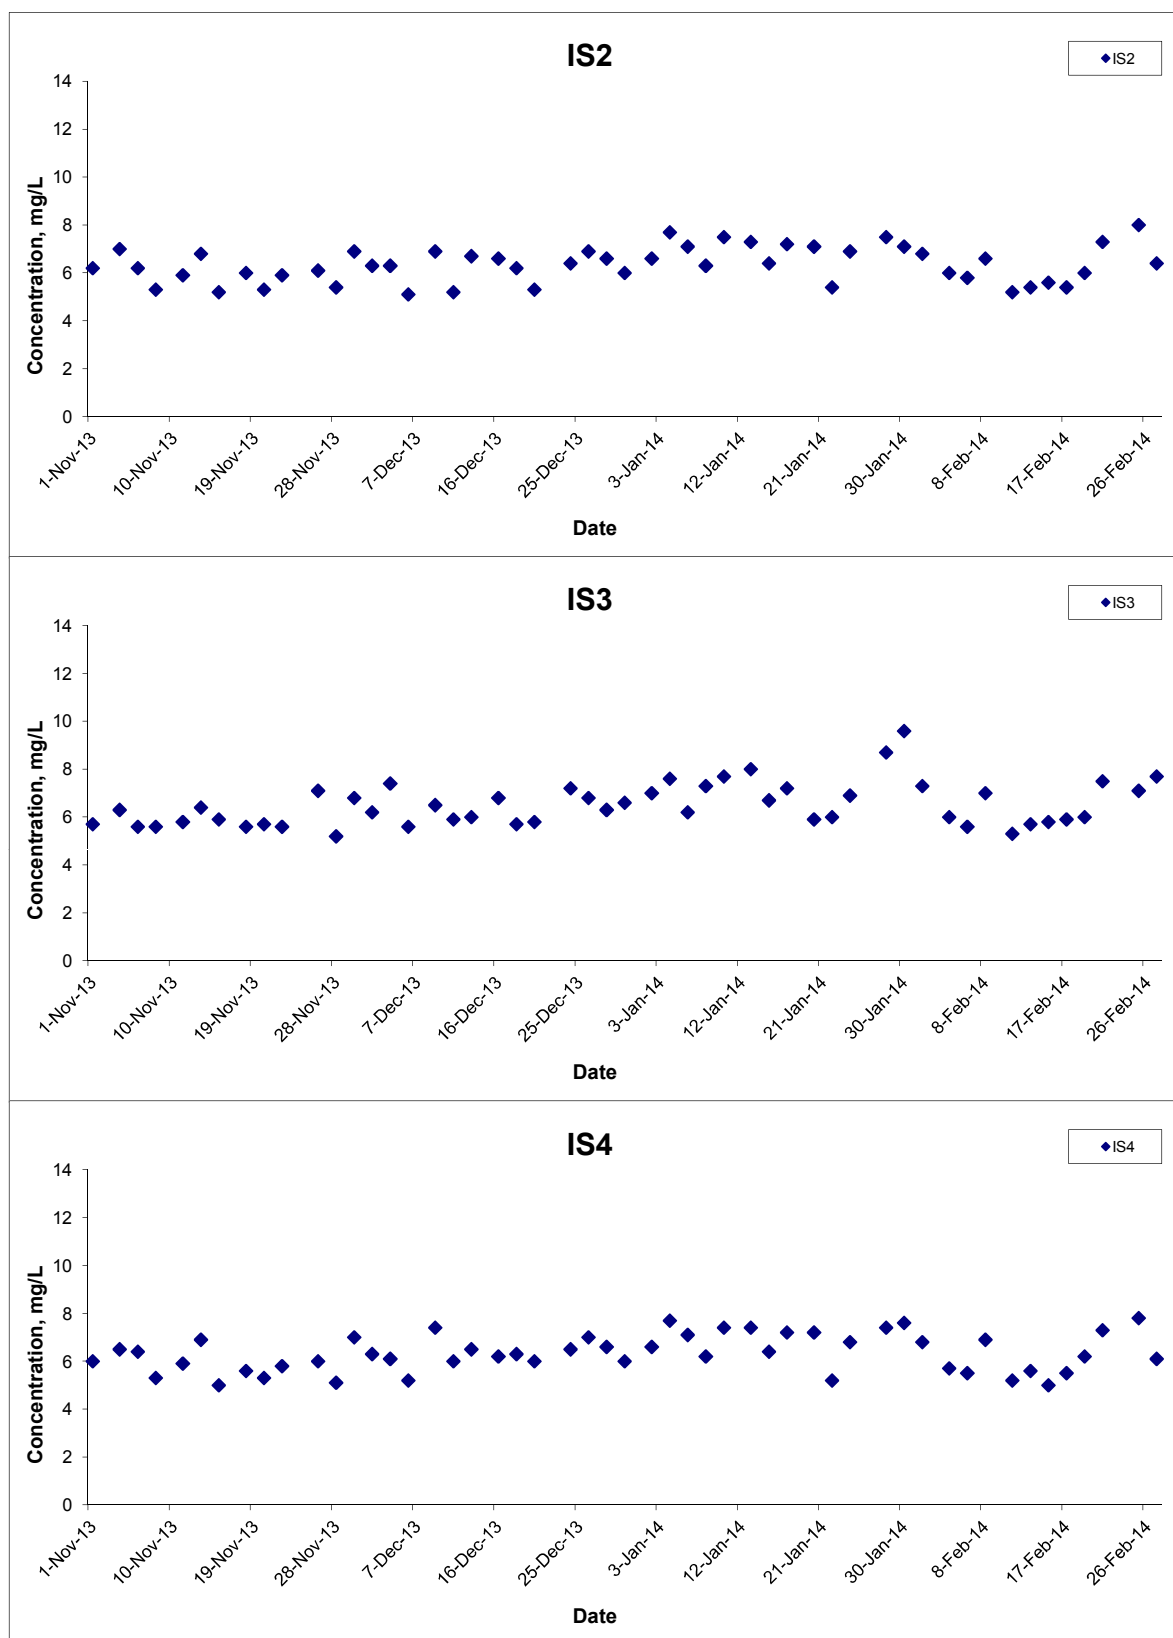 IS2
IS2
14
12
10
8
6
4
2
0
Concentration, mg/L
1-Nov-13
10-Nov-13
19-Nov-13
28-Nov-13
7-Dec-13
16-Dec-13
25-Dec-13
3-Jan-14
12-Jan-14
21-Jan-14
30-Jan-14
8-Feb-14
17-Feb-14
26-Feb-14
Date
IS3
IS3
14
12
10
8
6
4
2
0
Concentration, mg/L
1-Nov-13
10-Nov-13
19-Nov-13
28-Nov-13
7-Dec-13
16-Dec-13
25-Dec-13
3-Jan-14
12-Jan-14
21-Jan-14
30-Jan-14
8-Feb-14
17-Feb-14
26-Feb-14
Date
IS4
IS4
14
12
10
8
6
4
2
0
Concentration, mg/L
1-Nov-13
10-Nov-13
19-Nov-13
28-Nov-13
7-Dec-13
16-Dec-13
25-Dec-13
3-Jan-14
12-Jan-14
21-Jan-14
30-Jan-14
8-Feb-14
17-Feb-14
26-Feb-14
Date